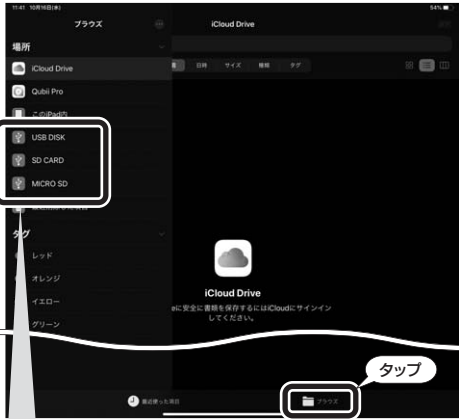 11:41 10月16日(水)
54%
ブラウズ
iCloud Drive
場所
iCloud Drive
日時 サイズ 種類 タグ
Qubii Pro
このiPad内
USB DISK
SD CARD
MICRO SD
タグ
レッド
オレンジ
iCloud Drive
イエロー
に安全に書類を保存するにはiCloudにサインイン
してください。
グリーン
タップ
最近使った項目
ブラウズ